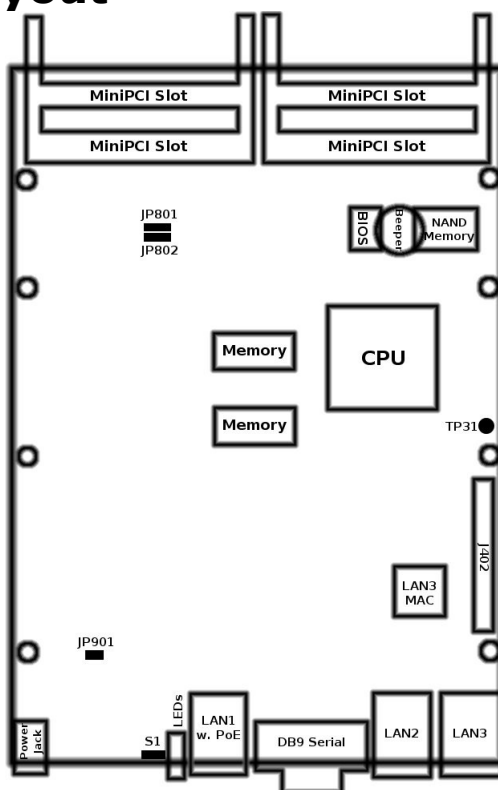 yout
MiniPCI Slot
MiniPCI Slot
MiniPCI Slot
MiniPCI Slot
JP801
JP802
BIOS
Beeper
NAND
Memory
Memory
CPU
Memory
TP31
J402
LAN3
MAC
JP901
Power
Jack
S1
LEDs
LAN1
w. PoE
DB9 Serial
LAN2
LAN3